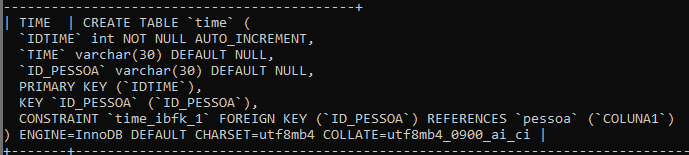 ---------------------------------------------+
| TIME  | CREATE TABLE `time` (
  `IDTIME` int NOT NULL AUTO_INCREMENT,
  `TIME` varchar(30) DEFAULT NULL,
  `ID_PESSOA` varchar(30) DEFAULT NULL,
  PRIMARY KEY (`IDTIME`),
  KEY `ID_PESSOA` (`ID_PESSOA`),
  CONSTRAINT `time_ibfk_1` FOREIGN KEY (`ID_PESSOA`) REFERENCES `pessoa` (`COLUNA1`)
) ENGINE=InnoDB DEFAULT CHARSET=utf8mb4 COLLATE=utf8mb4_0900_ai_ci |
+-------+-------------------------------------------------------------------------------